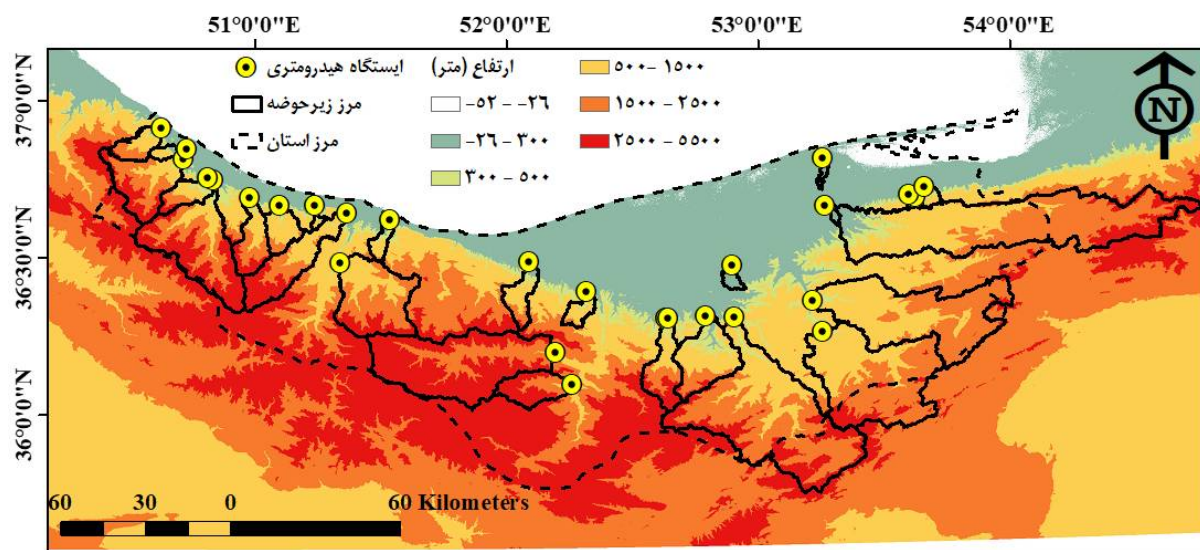 51°0'0"E 52°0'0"E 53°0'0"E 54°0'0"E
37°0'0"N
36°30'0"N
36°0'0"N
ایستگاه هیدرومتری
مرز زیرحوضه
مرز استان
ارتفاع (متر)
-۵۲ - -۲۶
-۲۶ - ۳۰۰
۳۰۰ - ۵۰۰
۵۰۰ - ۱۵۰۰
۱۵۰۰ - ۲۵۰۰
۲۵۰۰ - ۵۵۰۰
N
60 30 0 60 Kilometers